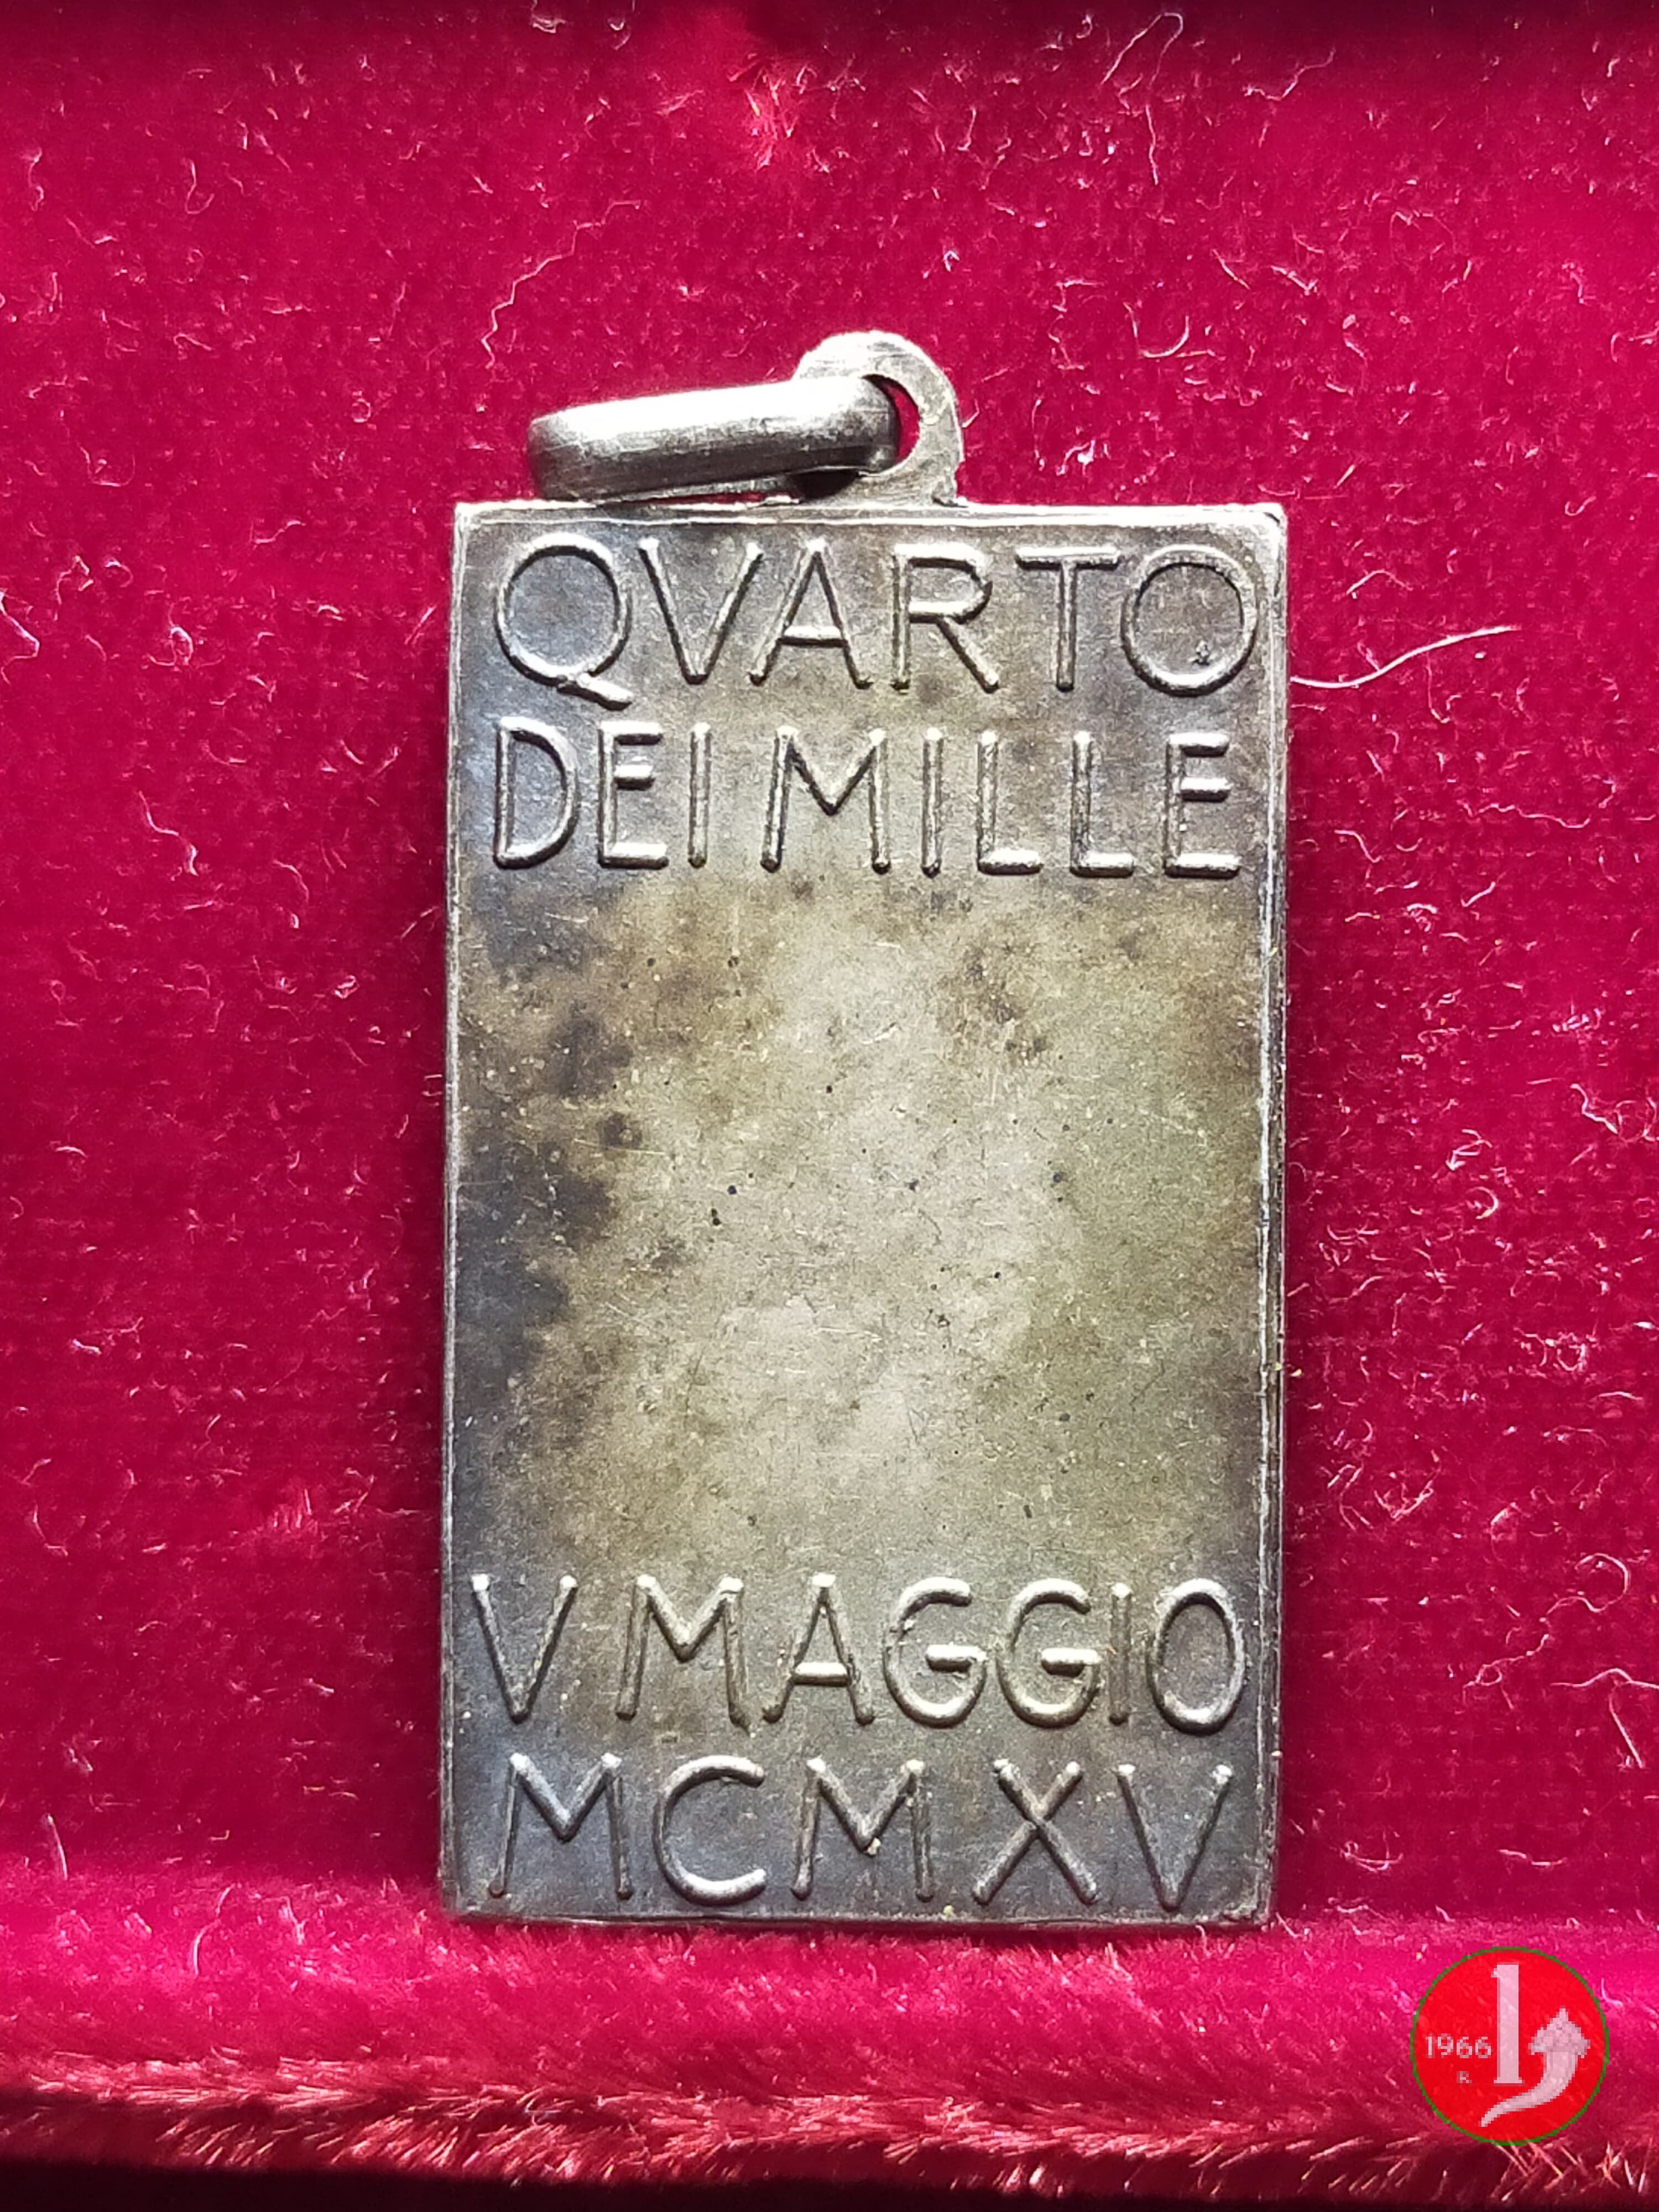 QVARTO
DEI MILLE
V MAGGIO
MCMXV
1966
R